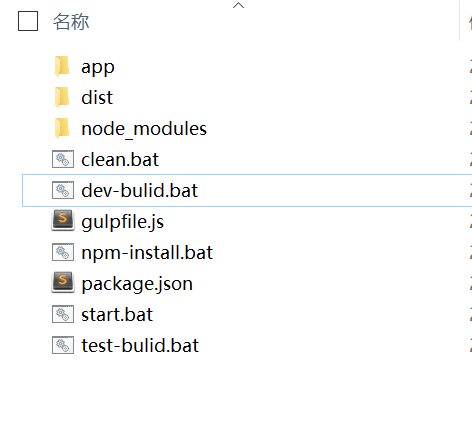 名称
app
dist
node_modules
clean.bat
dev-bulid.bat
gulpfile.js
npm-install.bat
package.json
start.bat
test-bulid.bat